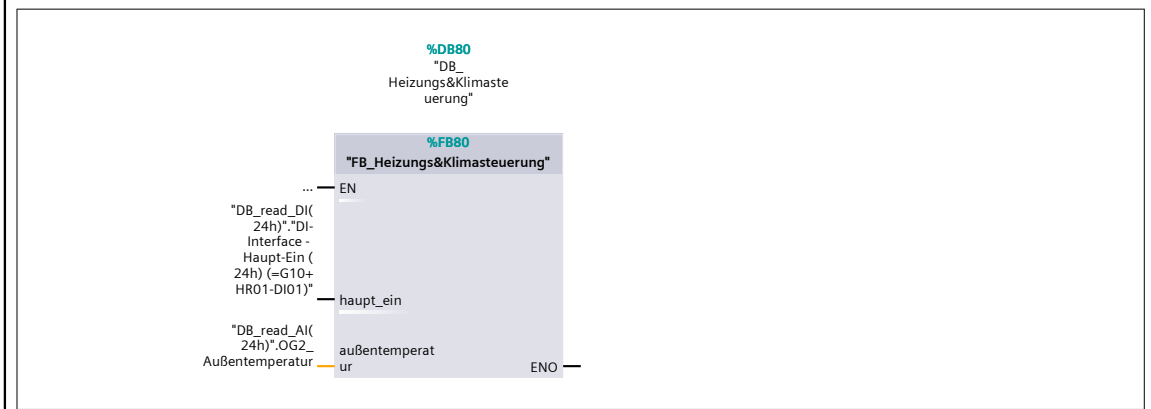 %DB80
"DB_
Heizungs&Klimaste
uerung"
%FB80
"FB_Heizungs&Klimasteuerung"
...
EN
"DB_read_DI(
24h)"."DI-
Interface -
Haupt-Ein (
24h) (=G10+
HR01-DI01)"
haupt_ein
"DB_read_AI(
24h)".OG2_
Außentemperatur
außentemperat
ur
ENO